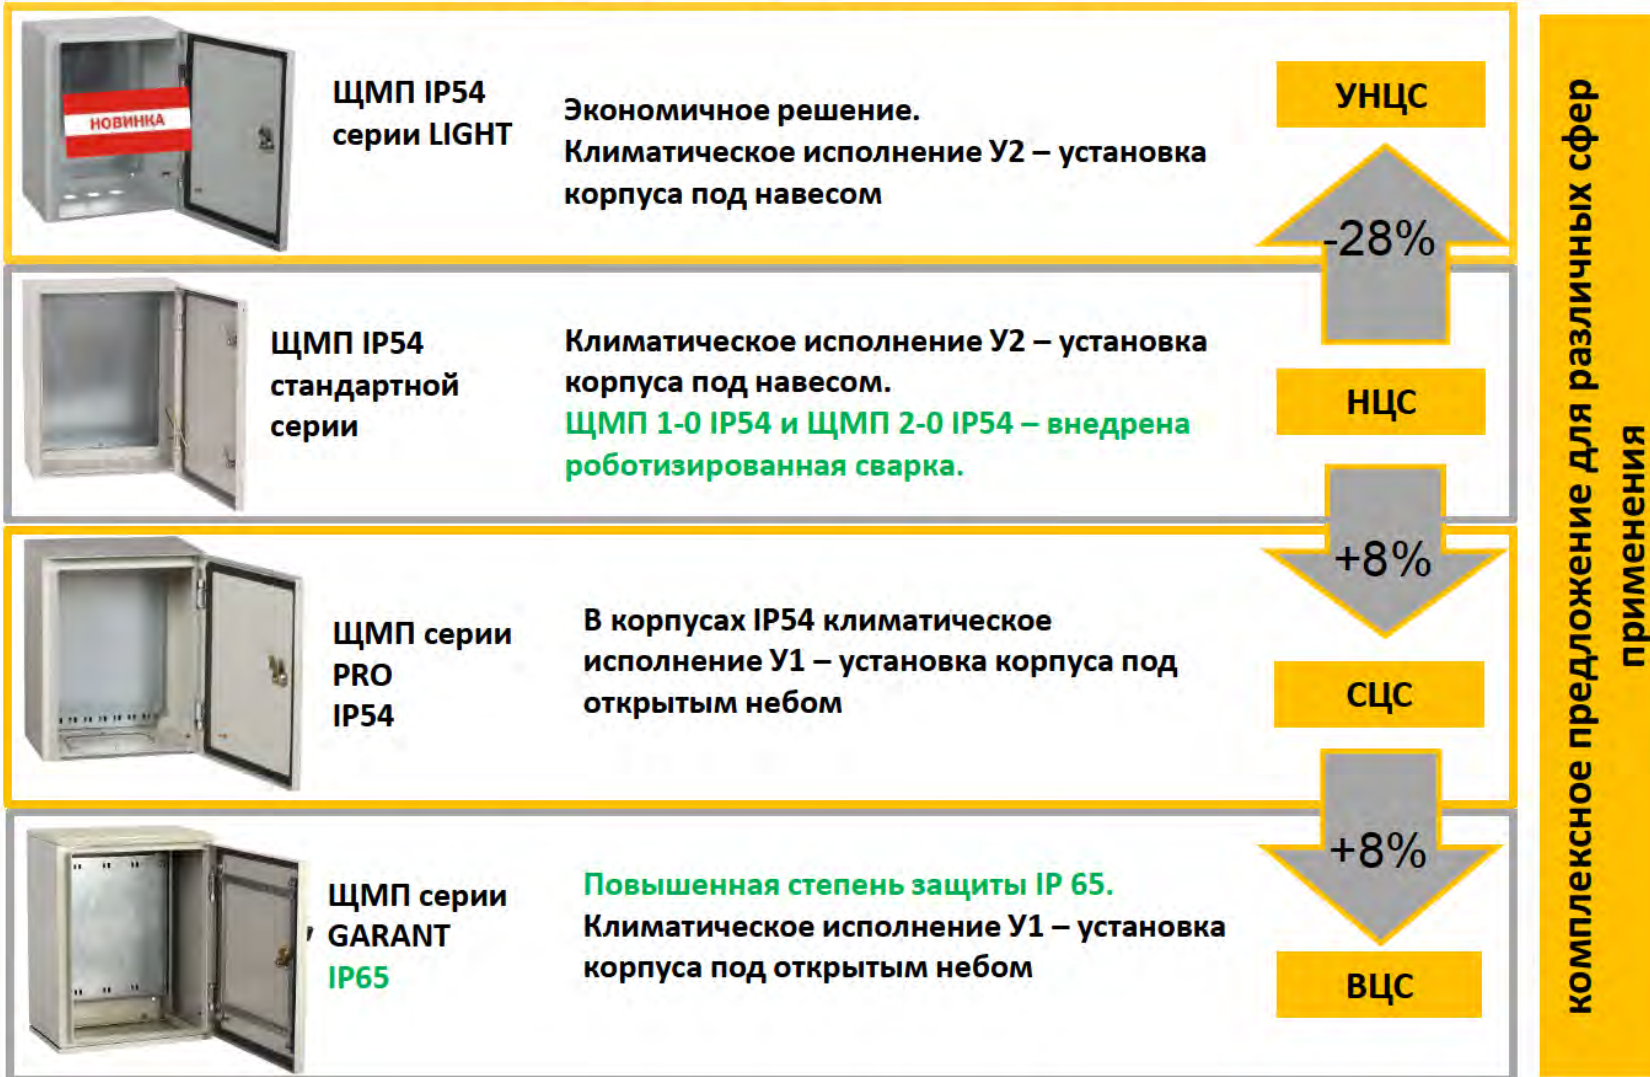 НОВИНКА
ЩМП IP54
серии LIGHT
Экономичное решение.
Климатическое исполнение У2 – установка
корпуса под навесом
УНЦС
-28%
ЩМП IP54
стандартной
серии
Климатическое исполнение У2 – установка
корпуса под навесом.
ЩМП 1-0 IP54 и ЩМП 2-0 IP54 – внедрена
роботизированная сварка.
НЦС
+8%
ЩМП серии
PRO
IP54
В корпусах IP54 климатическое
исполнение У1 – установка корпуса под
открытым небом
СЦС
+8%
ЩМП серии
GARANT
IP65
Повышенная степень защиты IP 65.
Климатическое исполнение У1 – установка
корпуса под открытым небом
ВЦС
комплексное предложение для различных сфер
применения